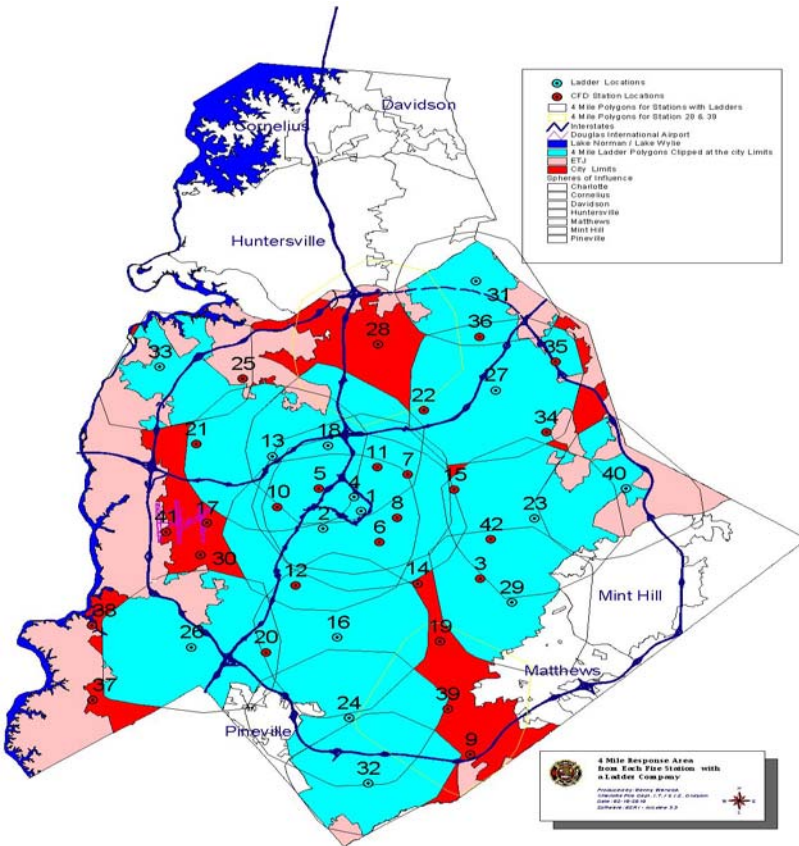 Davidson
Cornelius
Huntersville
Ladder Locations
CFD Station Locations
4 Mile Polygons for Stations with Ladders
4 Mile Polygons for Station 28 & 39
Interstates
Douglas International Airport
Lake Norman / Lake Wylie
4 Mile Ladder Polygons Clipped at the city Limits
ETJ
City Limits
Spheres of Influence
Charlotte
Cornelius
Davidson
Huntersville
Matthews
Mint Hill
Pineville
31
28
36
33
35
25
27
22
34
21
18
13
11
7
5
15
40
4
10
1
17
2
8
23
41
6
42
30
12
14
3
29
38
16
19
Mint Hill
26
20
Matthews
37
39
24
Pineville
9
32
4 Mile Response Area
from Each Fire Station with
a Ladder Company